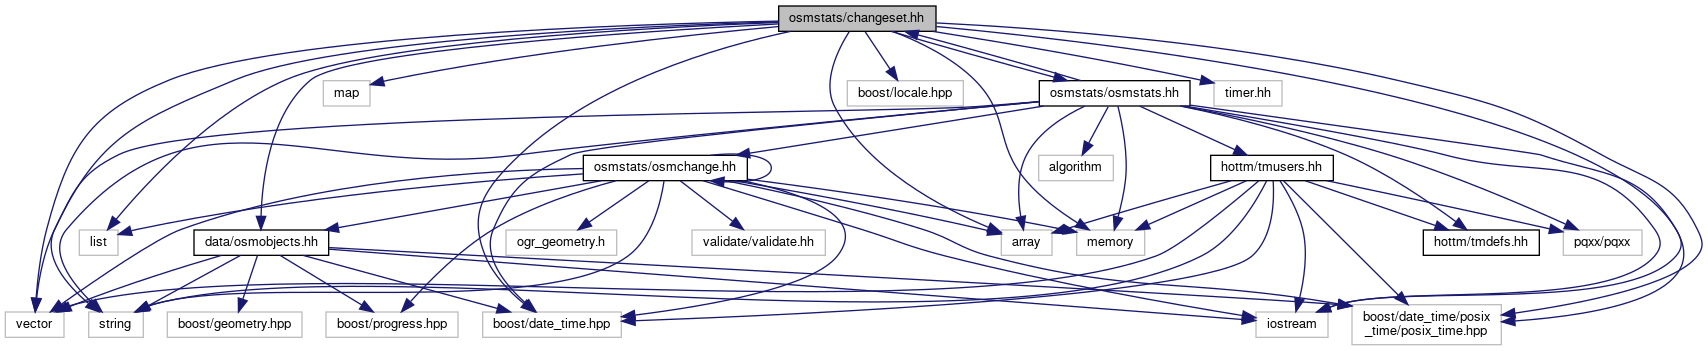 osmstats/changeset.hh
map
boost/locale.hpp
osmstats/osmstats.hh
timer.hh
osmstats/osmchange.hh
algorithm
hottm/tmusers.hh
list
data/osmobjects.hh
ogr_geometry.h
validate/validate.hh
array
memory
hottm/tmdefs.hh
pqxx/pqxx
vector
string
boost/geometry.hpp
boost/progress.hpp
boost/date_time.hpp
iostream
boost/date_time/posix
_time/posix_time.hpp